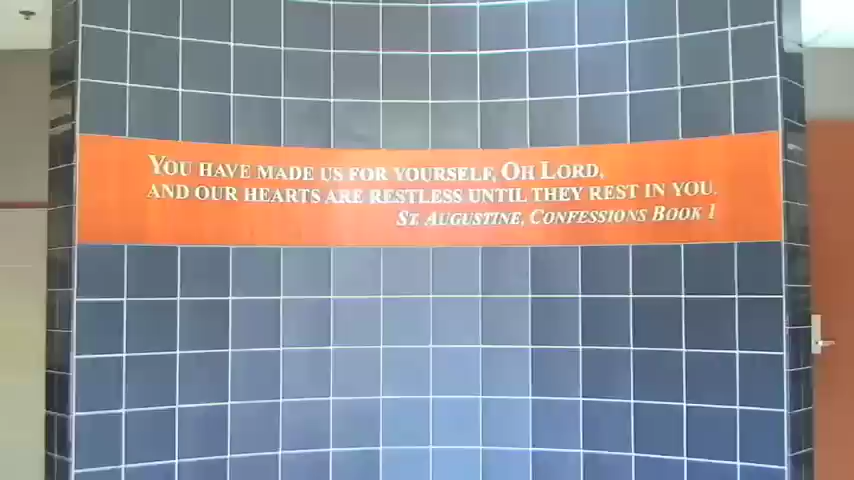 You have made us for yourself, Oh Lord,
and our hearts are restless until they rest in you.
St. Augustine, Confessions Book 1